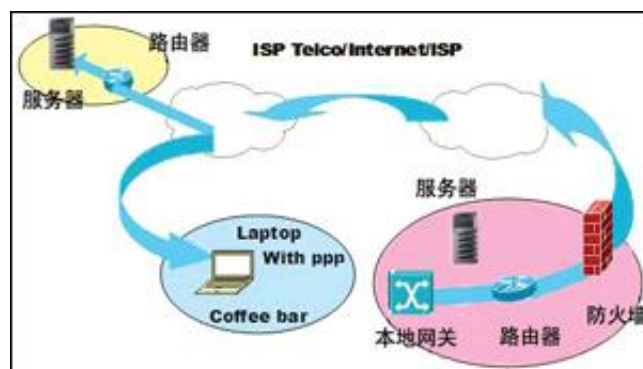 路由器
ISP Telco/Internet/ISP
服务器
服务器
Laptop
With ppp
Coffee bar
本地网关
路由器
防火墙